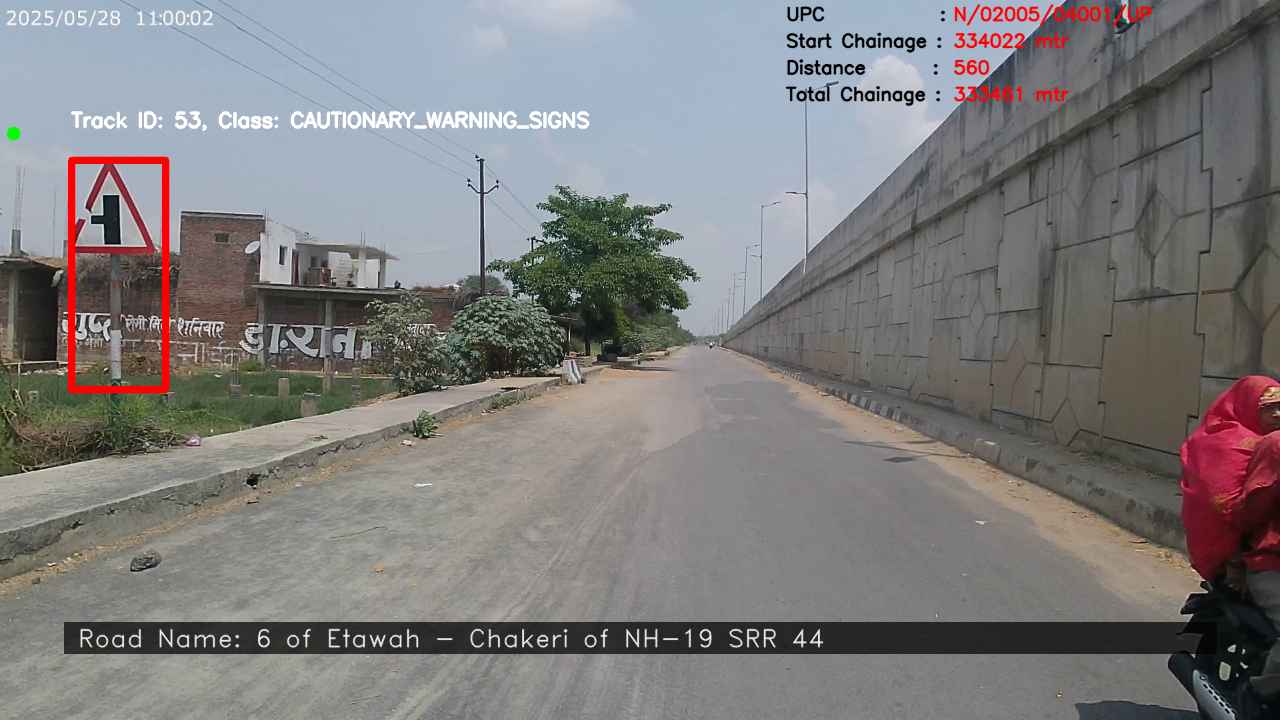 2025/05/28 11:00:02
UPC : N/02005/04001/UP
Start Chainage : 334022 mtr
Distance : 560
Total Chainage : 333461 mtr
Track ID: 53, Class: CAUTIONARY_WARNING_SIGNS
गुप्त रोगी मिलें शनिवार
डा.रान
Road Name: 6 of Etawah - Chakeri of NH-19 SRR 44